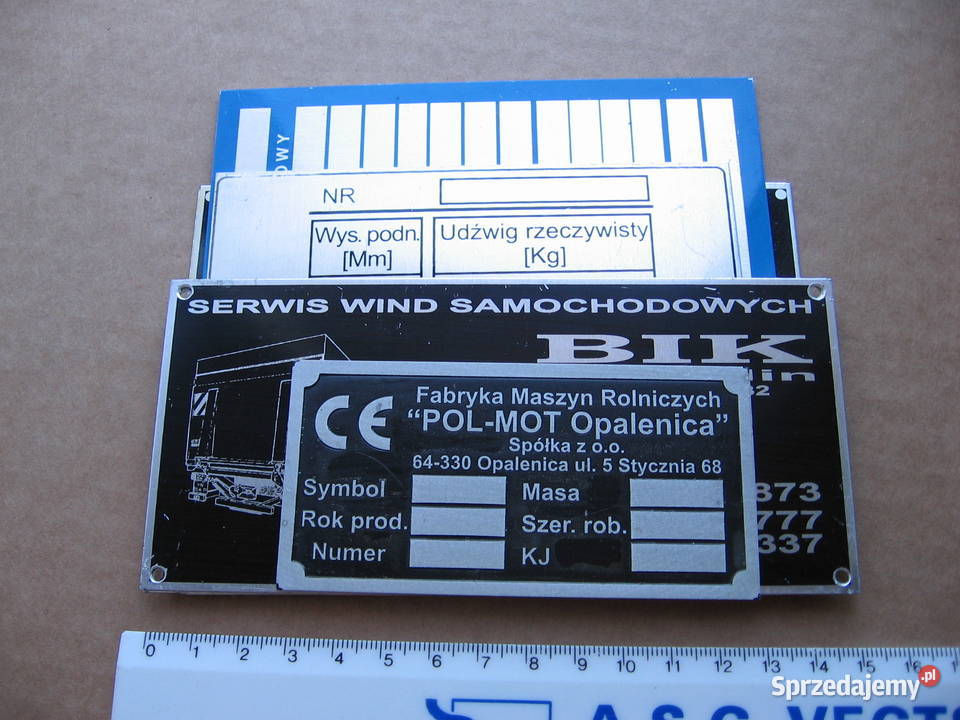 NR
Wys. podn. Udźwig rzeczywisty
[Mm] [Kg]
SERWIS WIND SAMOCHODOWYCH
BIK
Fabryka Maszyn Rolniczych
CE “POL-MOT Opalenica”
Spółka z o.o.
64-330 Opalenica ul. 5 Stycznia 68
Symbol Masa
873
Rok prod. Szer. rob.
777
Numer KJ
337
0 1 2 3 4 5 6 7 8 9 10 11 12 13 14 15 16
Sprzedajemy.pl